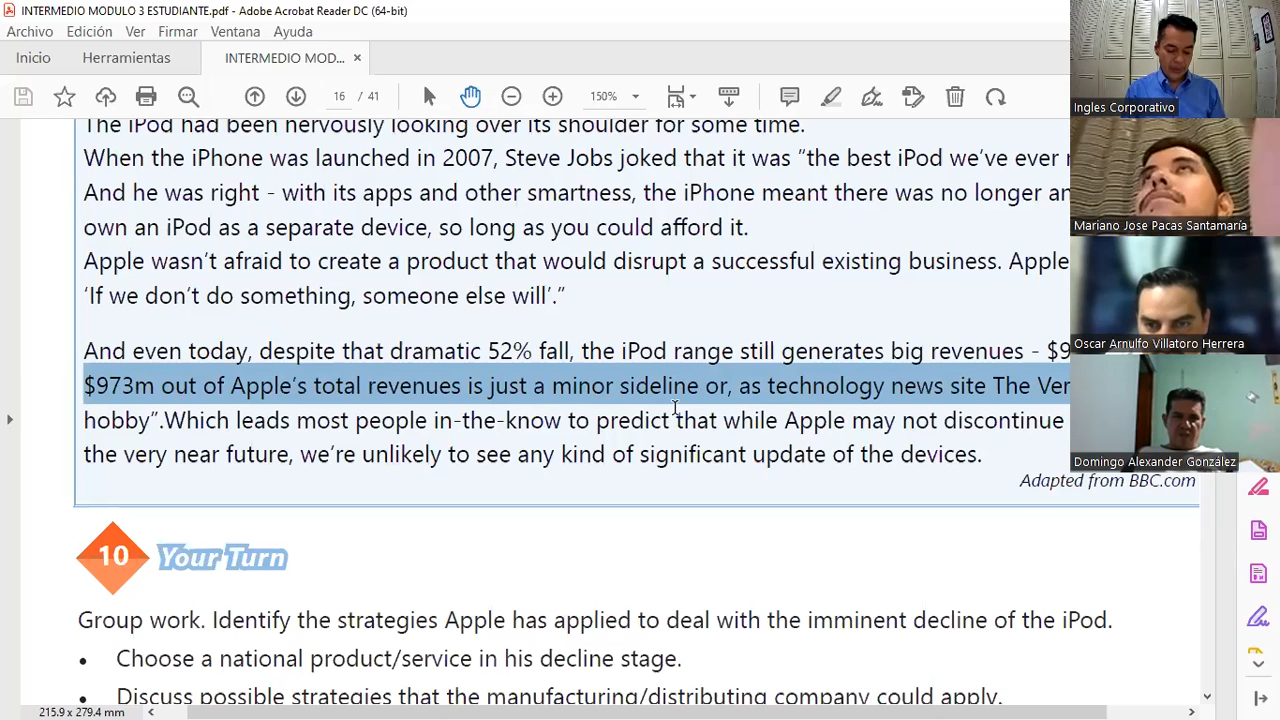 INTERMEDIO MODULO 3 ESTUDIANTE.pdf - Adobe Acrobat Reader DC (64-bit)
Archivo Edición Ver Firmar Ventana Ayuda
Inicio Herramientas INTERMEDIO MOD... ×
16 / 41 150%
The iPod had been nervously looking over its shoulder for some time.
When the iPhone was launched in 2007, Steve Jobs joked that it was “the best iPod we’ve ever
And he was right - with its apps and other smartness, the iPhone meant there was no longer
own an iPod as a separate device, so long as you could afford it.
Apple wasn’t afraid to create a product that would disrupt a successful existing business. Apple
‘If we don’t do something, someone else will’.”
And even today, despite that dramatic 52% fall, the iPod range still generates big revenues - $9
$973m out of Apple’s total revenues is just a minor sideline or, as technology news site The Ver
hobby”.Which leads most people in-the-know to predict that while Apple may not discontinue
the very near future, we’re unlikely to see any kind of significant update of the devices.
Adapted from BBC.com
10 Your Turn
Group work. Identify the strategies Apple has applied to deal with the imminent decline of the iPod.
• Choose a national product/service in his decline stage.
• Discuss possible strategies that the manufacturing/distributing company could apply.
215.9 x 279.4 mm
Ingles Corporativo
Mariano Jose Pacas Santamaría
Oscar Arnulfo Villatoro Herrera
Domingo Alexander González